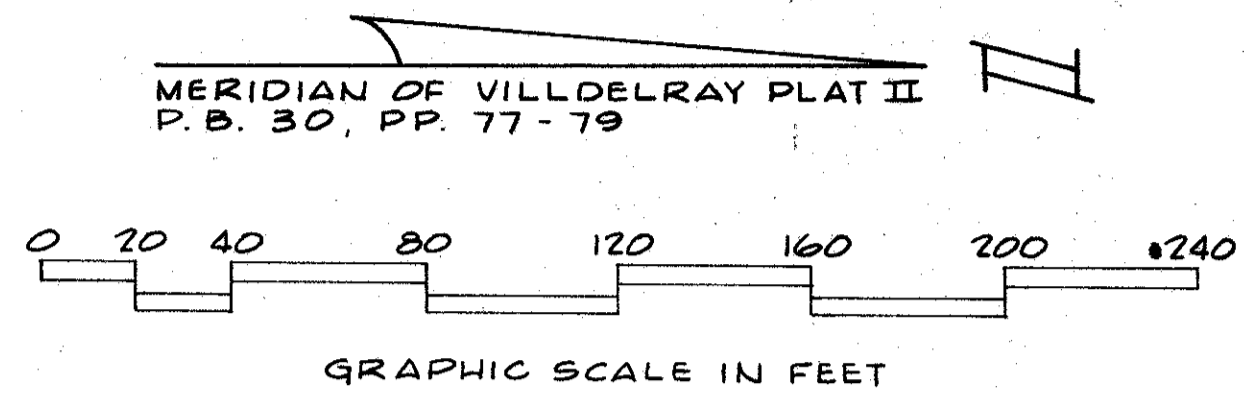 MERIDIAN OF VILLDELRAY PLAT II
P.B. 30, PP. 77-79
N
0 20 40 80 120 160 200 240
GRAPHIC SCALE IN FEET